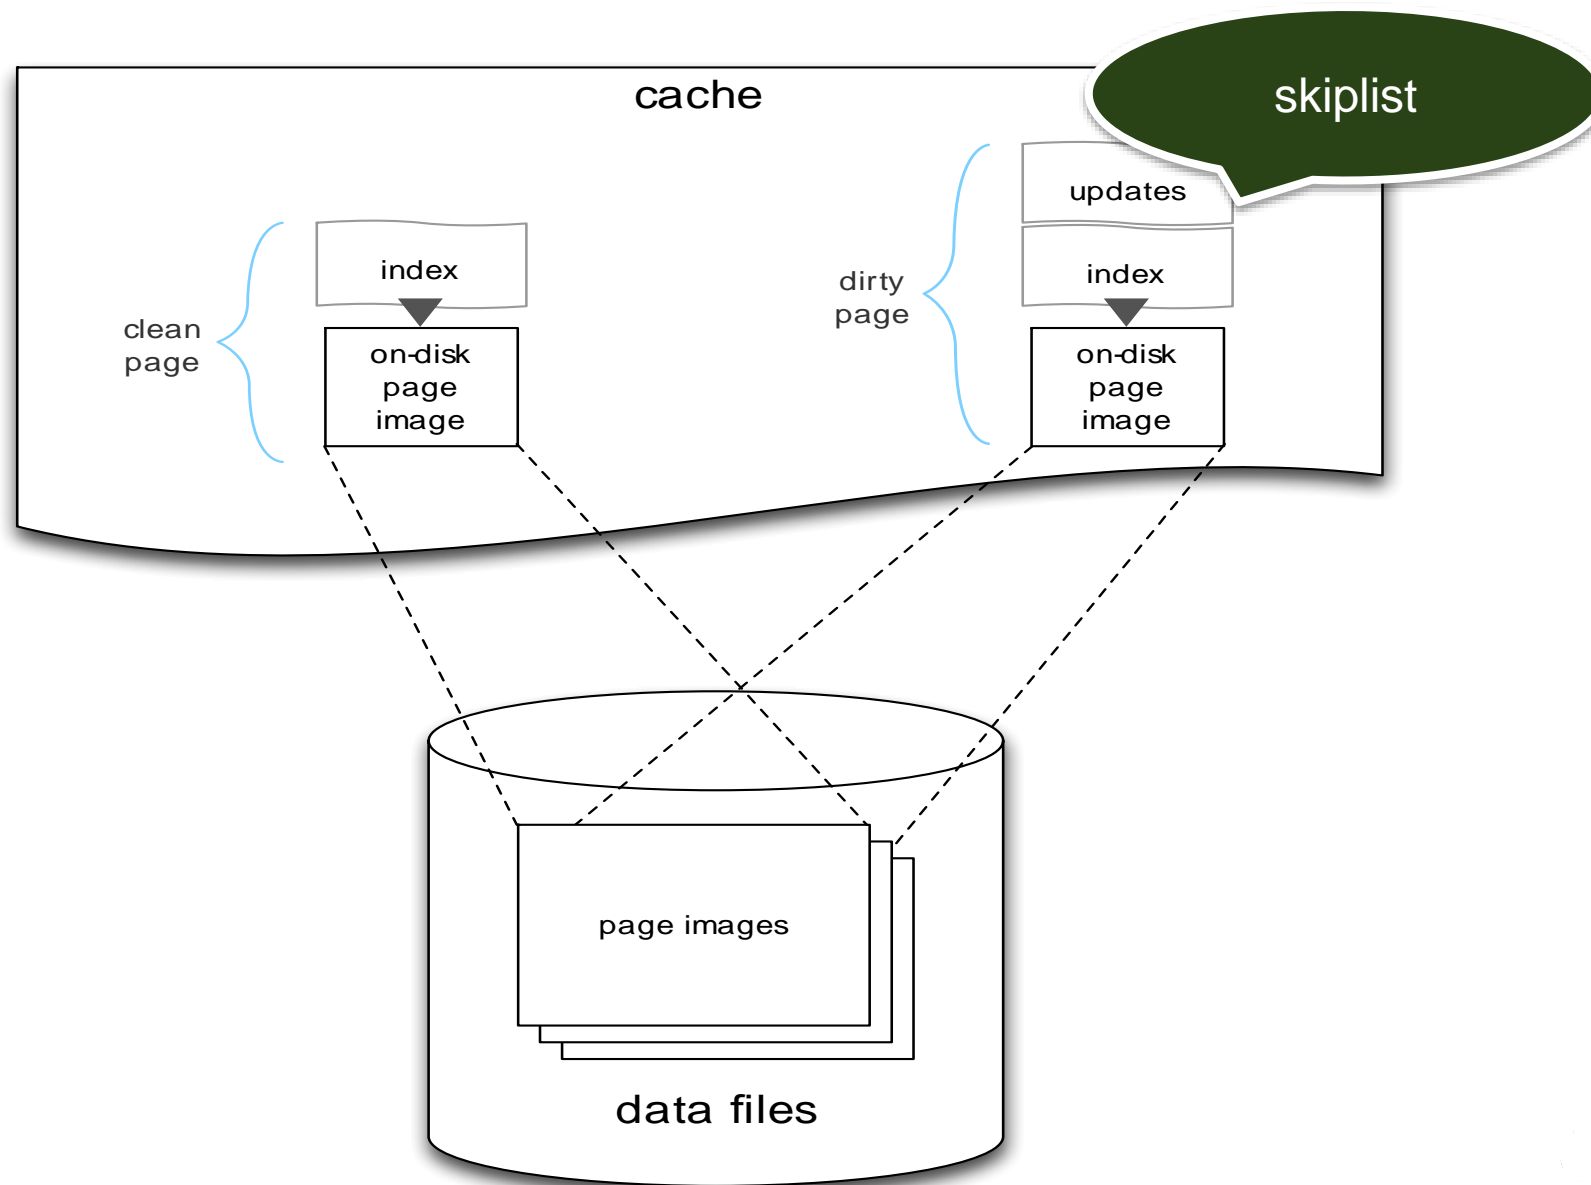 cache
skiplist
updates
index
index
clean
page
dirty
page
on-disk
page
image
on-disk
page
image
page images
data files